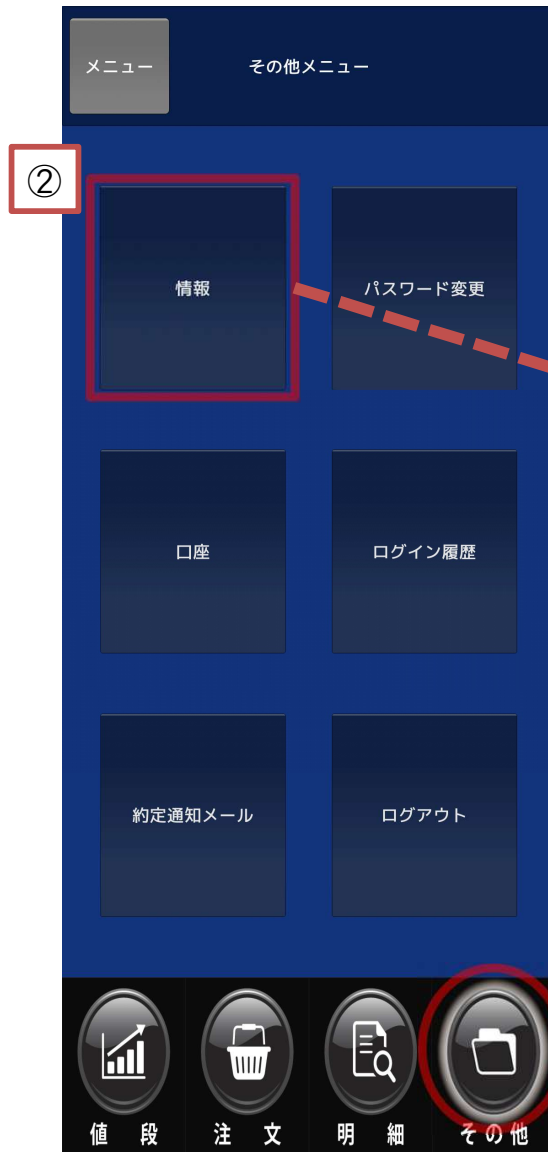 メニュー
その他メニュー
②
情報
パスワード変更
口座
ログイン履歴
約定通知メール
ログアウト
値段
注文
明細
その他